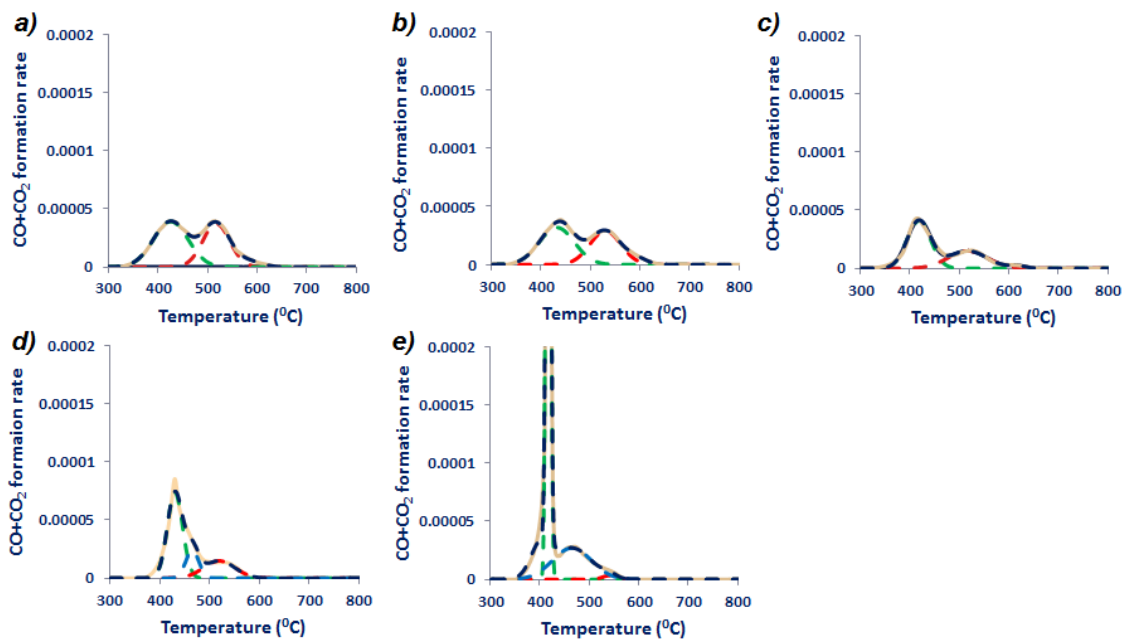 a)
CO+CO₂ formation rate
0.0002
0.00015
0.0001
0.00005
0
300 400 500 600 700 800
Temperature (⁰C)
b)
CO+CO₂ formation rate
0.0002
0.00015
0.0001
0.00005
0
300 400 500 600 700 800
Temperature (⁰C)
c)
CO+CO₂ formation rate
0.0002
0.00015
0.0001
0.00005
0
300 400 500 600 700 800
Temperature (⁰C)
d)
CO+CO₂ formaion rate
0.0002
0.00015
0.0001
0.00005
0
300 400 500 600 700 800
Temperature (⁰C)
e)
CO+CO₂ formation rate
0.0002
0.00015
0.0001
0.00005
0
300 400 500 600 700 800
Temperature (⁰C)